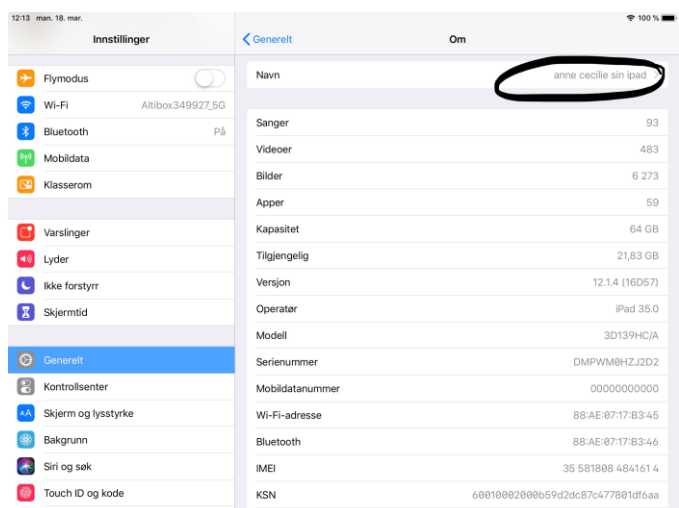 12:13 man. 18. mar.
100 %
Innstillinger
Generelt
Om
Flymodus
Wi-Fi Altibox349927_5G
Bluetooth På
Mobildata
Klasserom
Varslinger
Lyder
Ikke forstyrr
Skjermtid
Generelt
Kontrollsenter
Skjerm og lysstyrke
Bakgrunn
Siri og søk
Touch ID og kode
Navn anne cecilie sin ipad
Sanger 93
Videoer 483
Bilder 6 273
Apper 59
Kapasitet 64 GB
Tilgjengelig 21,83 GB
Versjon 12.1.4 (16D57)
Operatør iPad 35.0
Modell 3D139HC/A
Serienummer DMPWM0HZJ2D2
Mobildatanummer 00000000000
Wi-Fi-adresse 88:AE:07:17:B3:45
Bluetooth 88:AE:07:17:B3:46
IMEI 35 581808 484161 4
KSN 60010002000b59d2dc87c477801df6aa